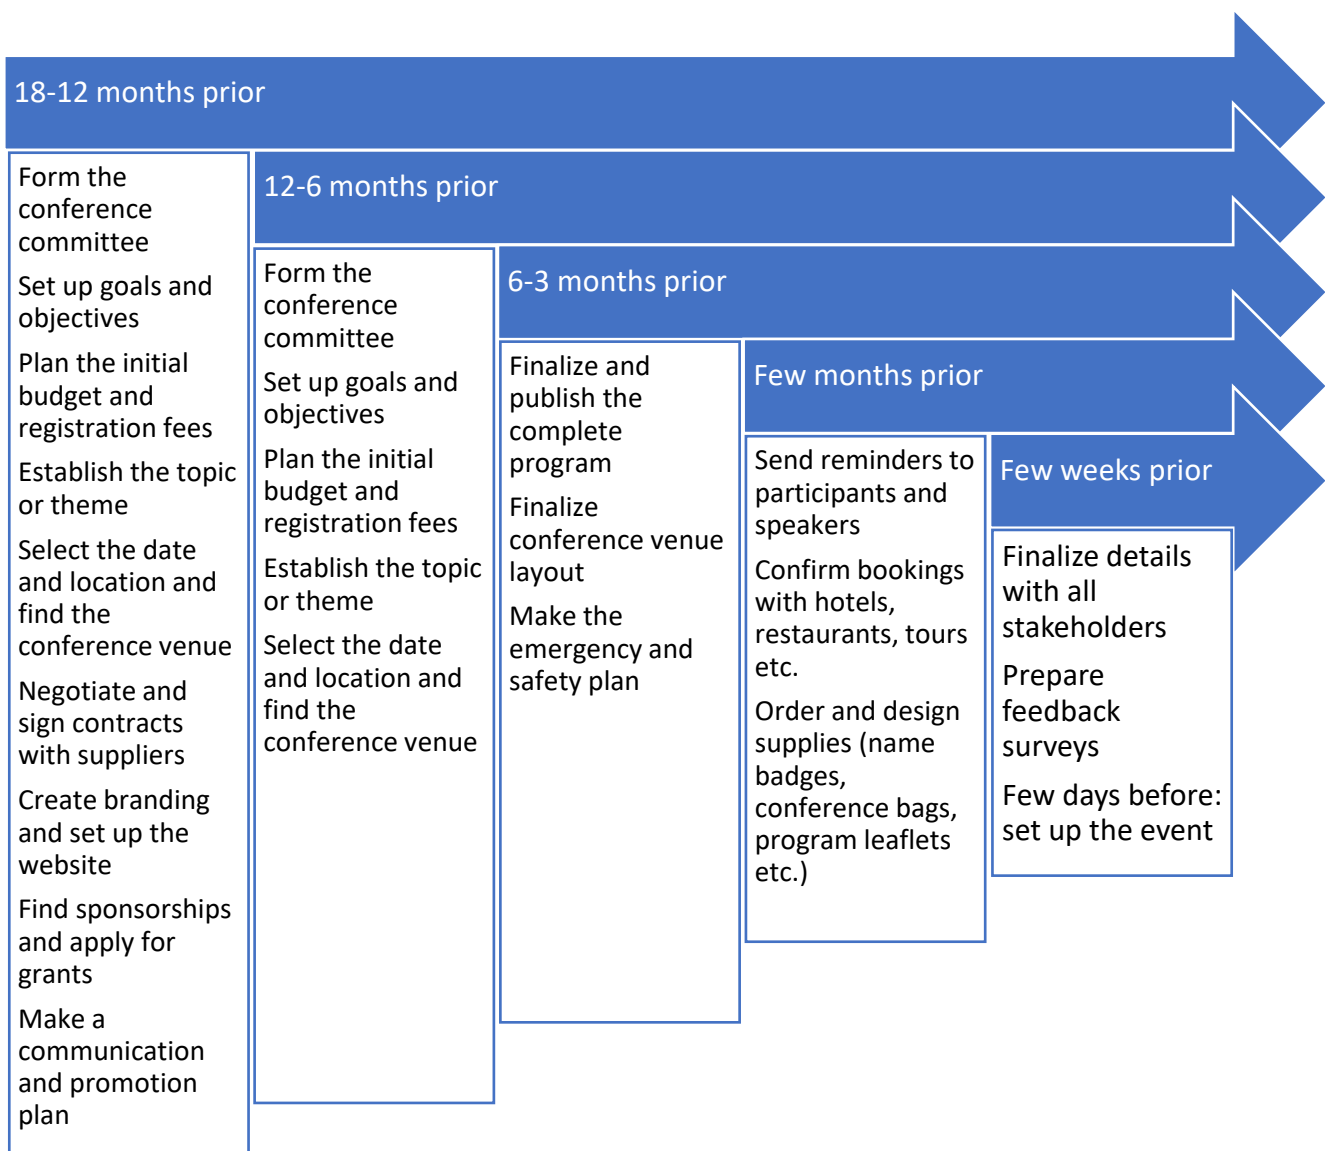 18-12 months prior
Form the
conference
committee
Set up goals and
objectives
Plan the initial
budget and
registration fees
Establish the topic
or theme
Select the date
and location and
find the
conference venue
Negotiate and
sign contracts
with suppliers
Create branding
and set up the
website
Find sponsorships
and apply for
grants
Make a
communication
and promotion
plan
12-6 months prior
Form the
conference
committee
Set up goals and
objectives
Plan the initial
budget and
registration fees
Establish the topic
or theme
Select the date
and location and
find the
conference venue
6-3 months prior
Finalize and
publish the
complete
program
Finalize
conference venue
layout
Make the
emergency and
safety plan
Few months prior
Send reminders to
participants and
speakers
Confirm bookings
with hotels,
restaurants, tours
etc.
Order and design
supplies (name
badges,
conference bags,
program leaflets
etc.)
Few weeks prior
Finalize details
with all
stakeholders
Prepare
feedback
surveys
Few days before:
set up the event